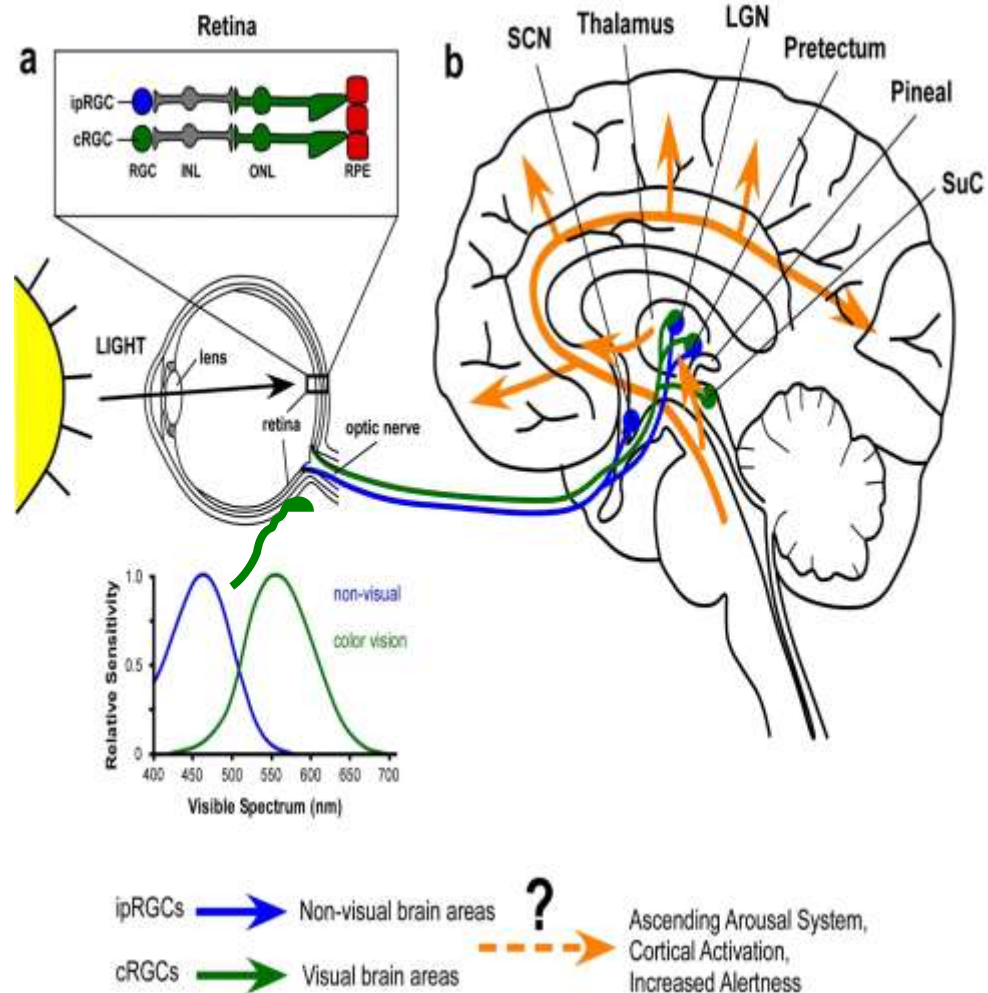 Retina
a
ipRGC
cRGC
RGC INL ONL RPE
LIGHT
lens
retina
optic nerve
b
SCN
Thalamus
LGN
Pretectum
Pineal
SuC
Relative Sensitivity
1.0
0.5
0
400 450 500 550 600 650 700
Visible Spectrum (nm)
non-visual
color vision
ipRGCs
Non-visual brain areas
cRGCs
Visual brain areas
?
Ascending Arousal System,
Cortical Activation,
Increased Alertness